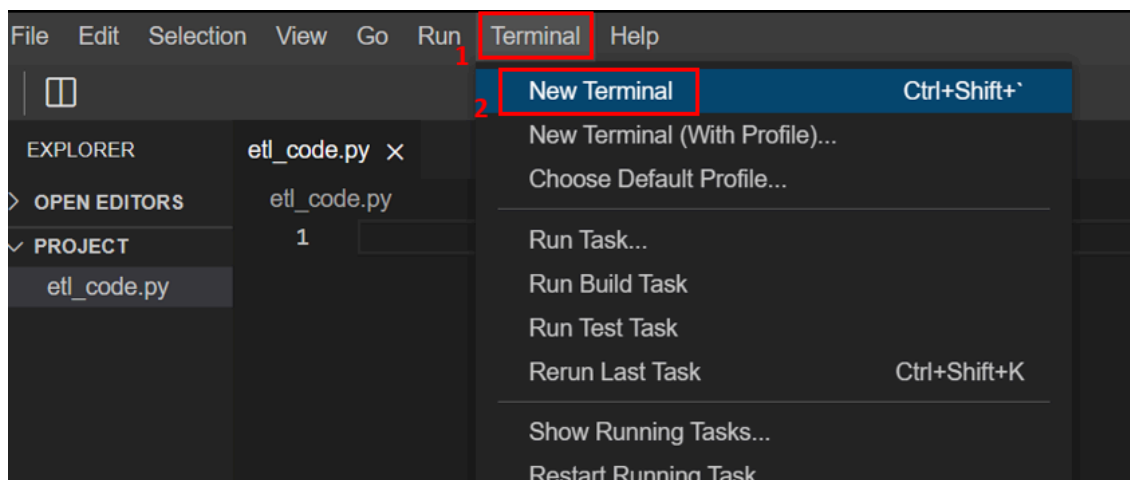 File Edit Selection View Go Run Terminal Help
1
2
New Terminal Ctrl+Shift+`
New Terminal (With Profile)...
Choose Default Profile...
Run Task...
Run Build Task
Run Test Task
Rerun Last Task Ctrl+Shift+K
Show Running Tasks...
Restart Running Task
EXPLORER
OPEN EDITORS
PROJECT
etl_code.py
etl_code.py ×
etl_code.py
1